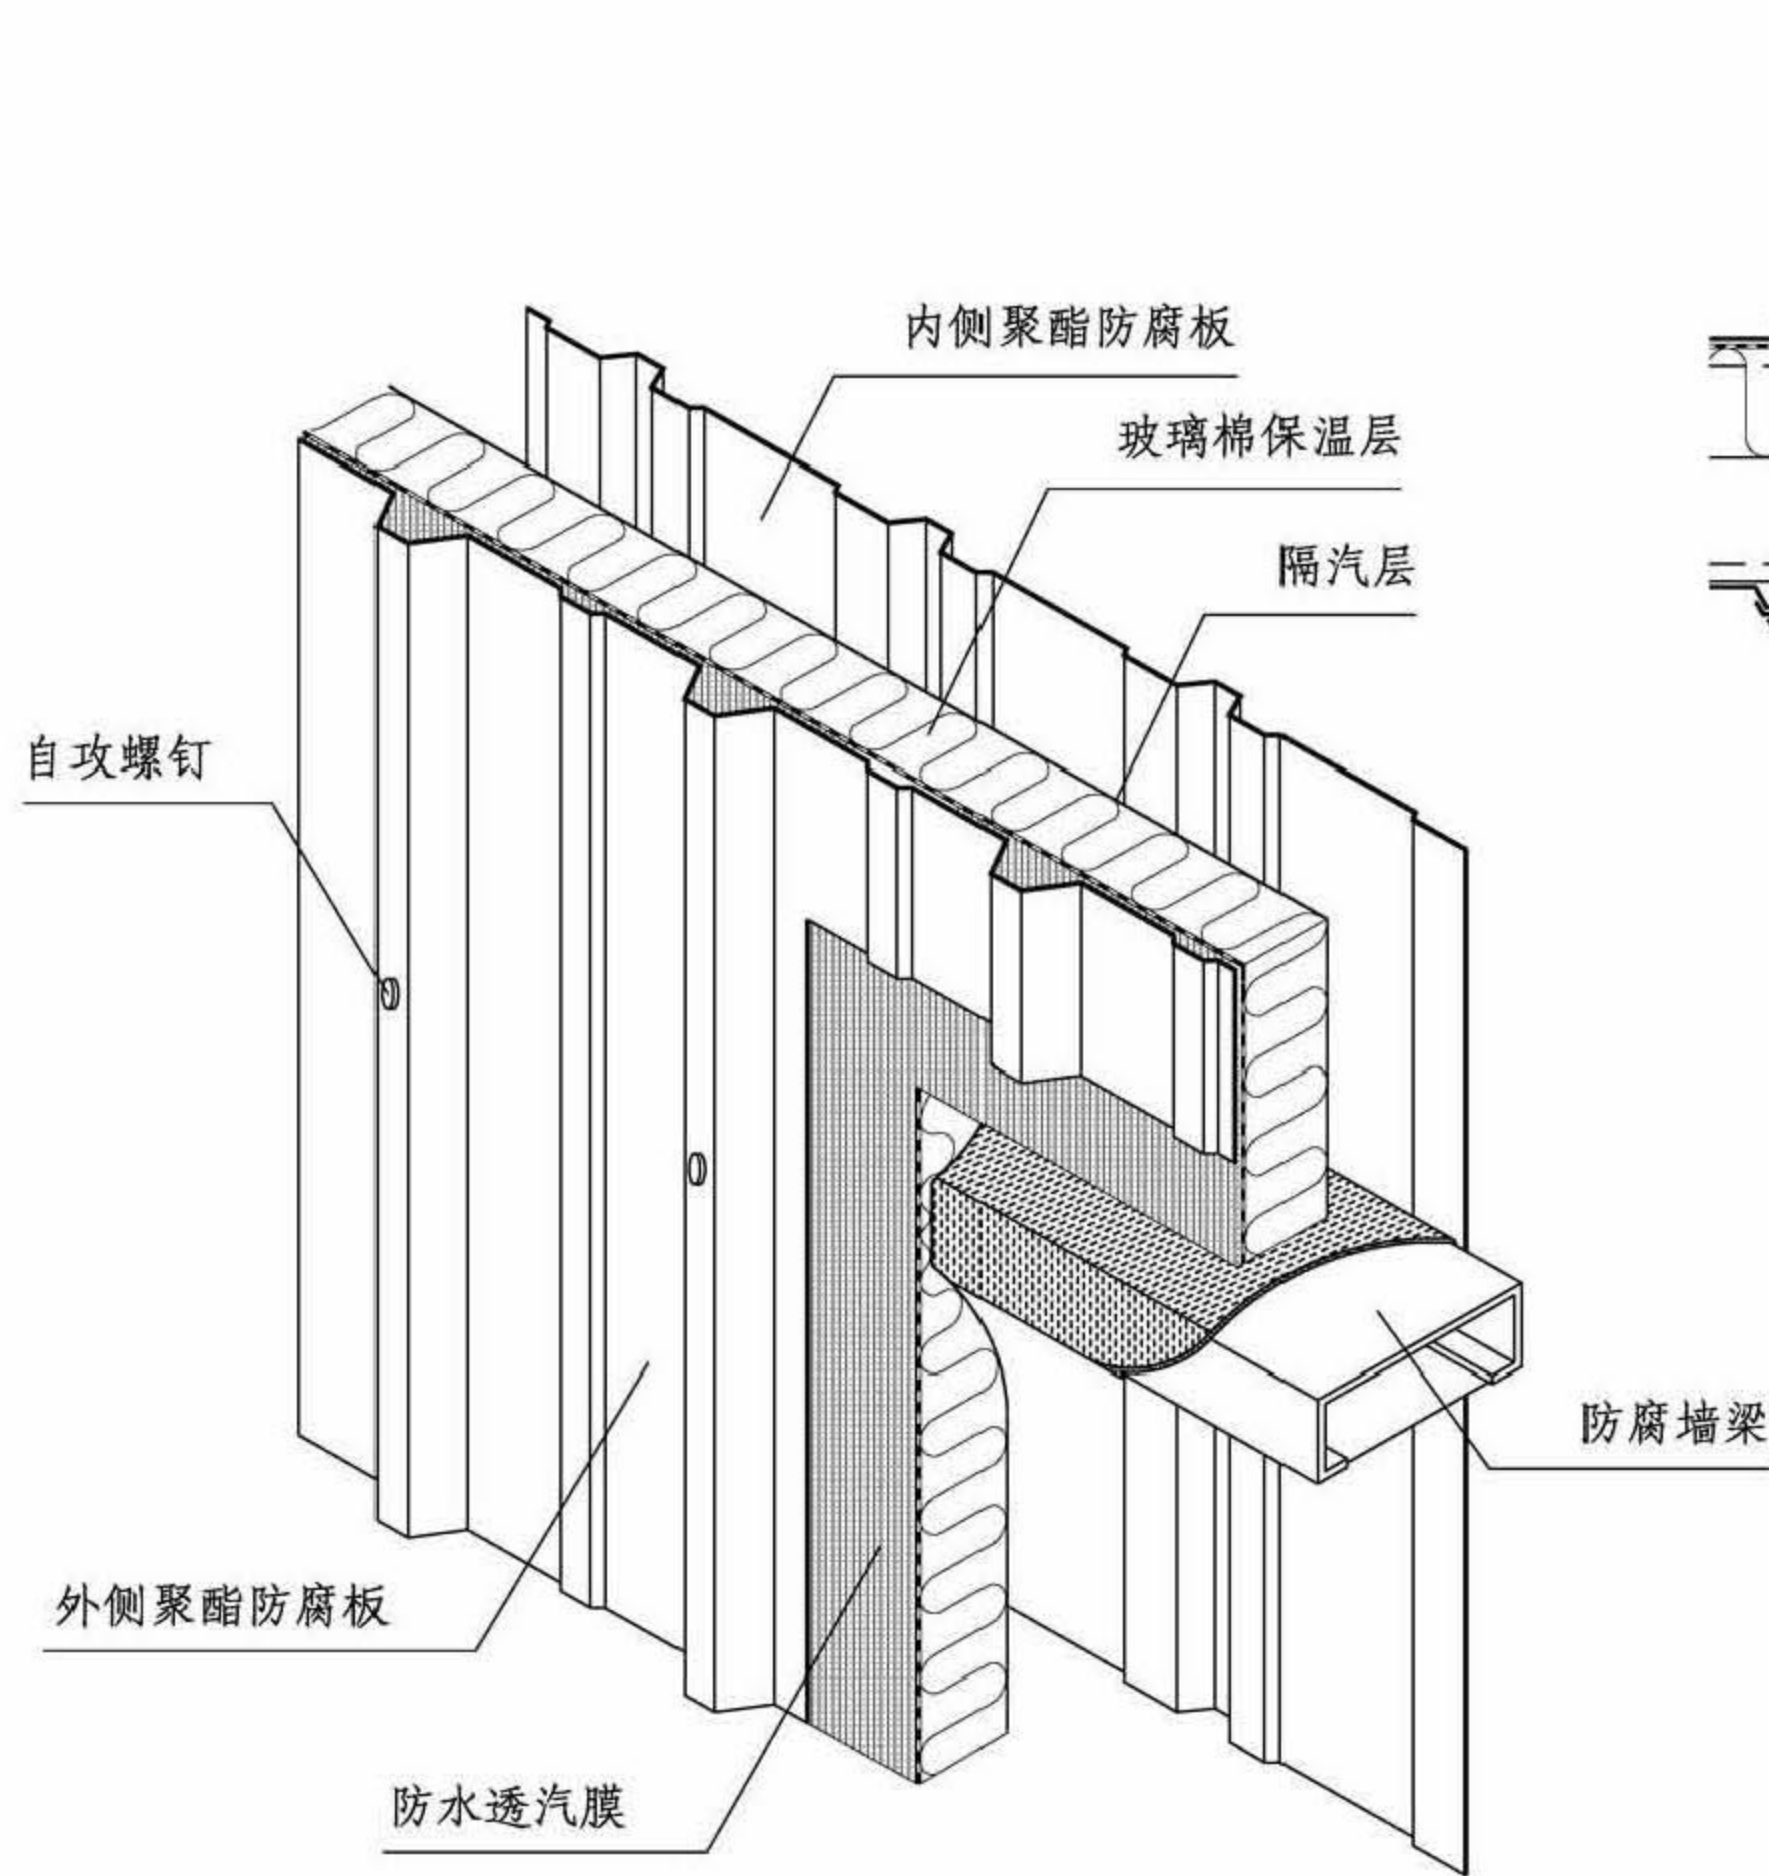 内侧聚酯防腐板
玻璃棉保温层
隔汽层
自攻螺钉
防腐墙梁
外侧聚酯防腐板
防水透汽膜